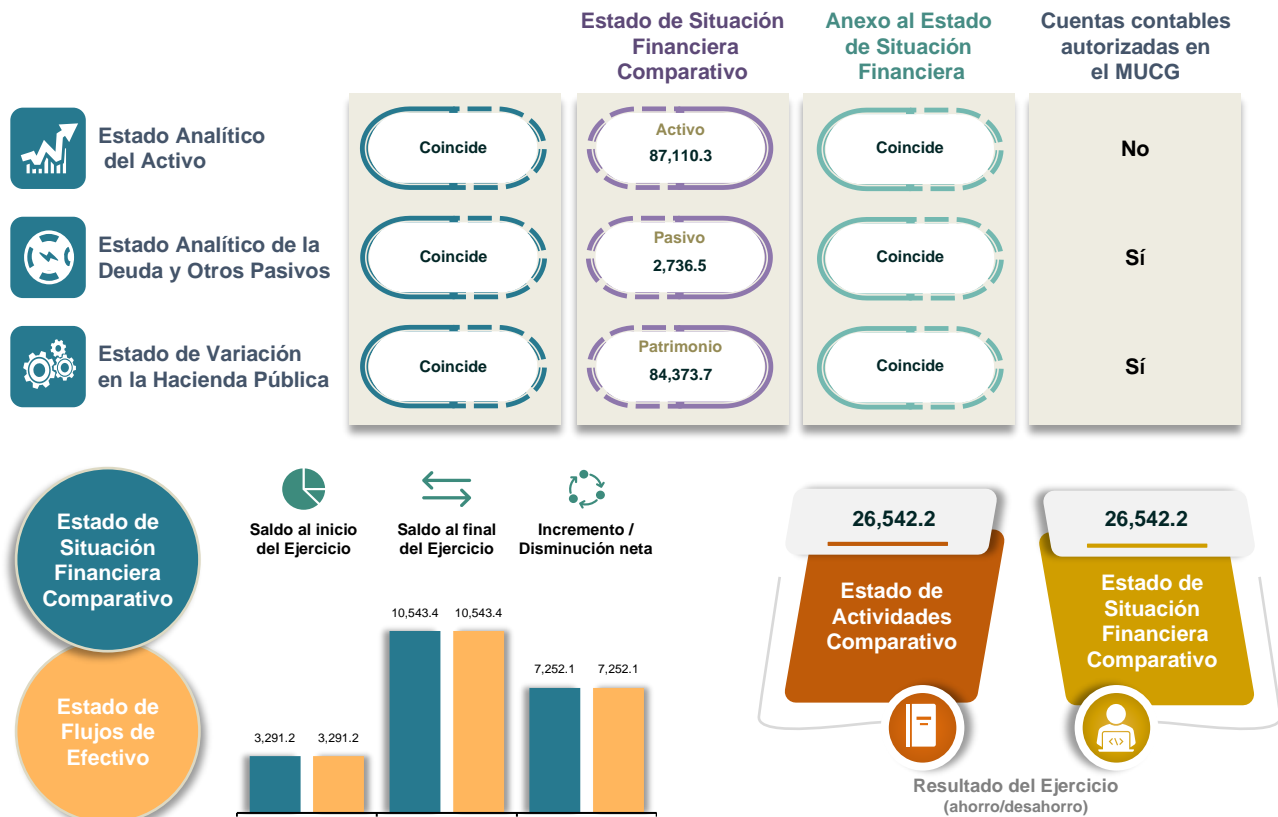 Estado de Situación
Financiera
Comparativo
Anexo al Estado
de Situación
Financiera
Cuentas contables
autorizadas en
el MUCG
Estado Analítico
del Activo
Coincide
Activo
87,110.3
Coincide
No
Estado Analítico de la
Deuda y Otros Pasivos
Coincide
Pasivo
2,736.5
Coincide
Sí
Estado de Variación
en la Hacienda Pública
Coincide
Patrimonio
84,373.7
Coincide
Sí
Estado de
Situación
Financiera
Comparativo
Estado de
Flujos de
Efectivo
Saldo al inicio
del Ejercicio
Saldo al final
del Ejercicio
Incremento /
Disminución neta
3,291.2
3,291.2
10,543.4
10,543.4
7,252.1
7,252.1
26,542.2
Estado de
Actividades
Comparativo
26,542.2
Estado de
Situación
Financiera
Comparativo
Resultado del Ejercicio
(ahorro/desahorro)